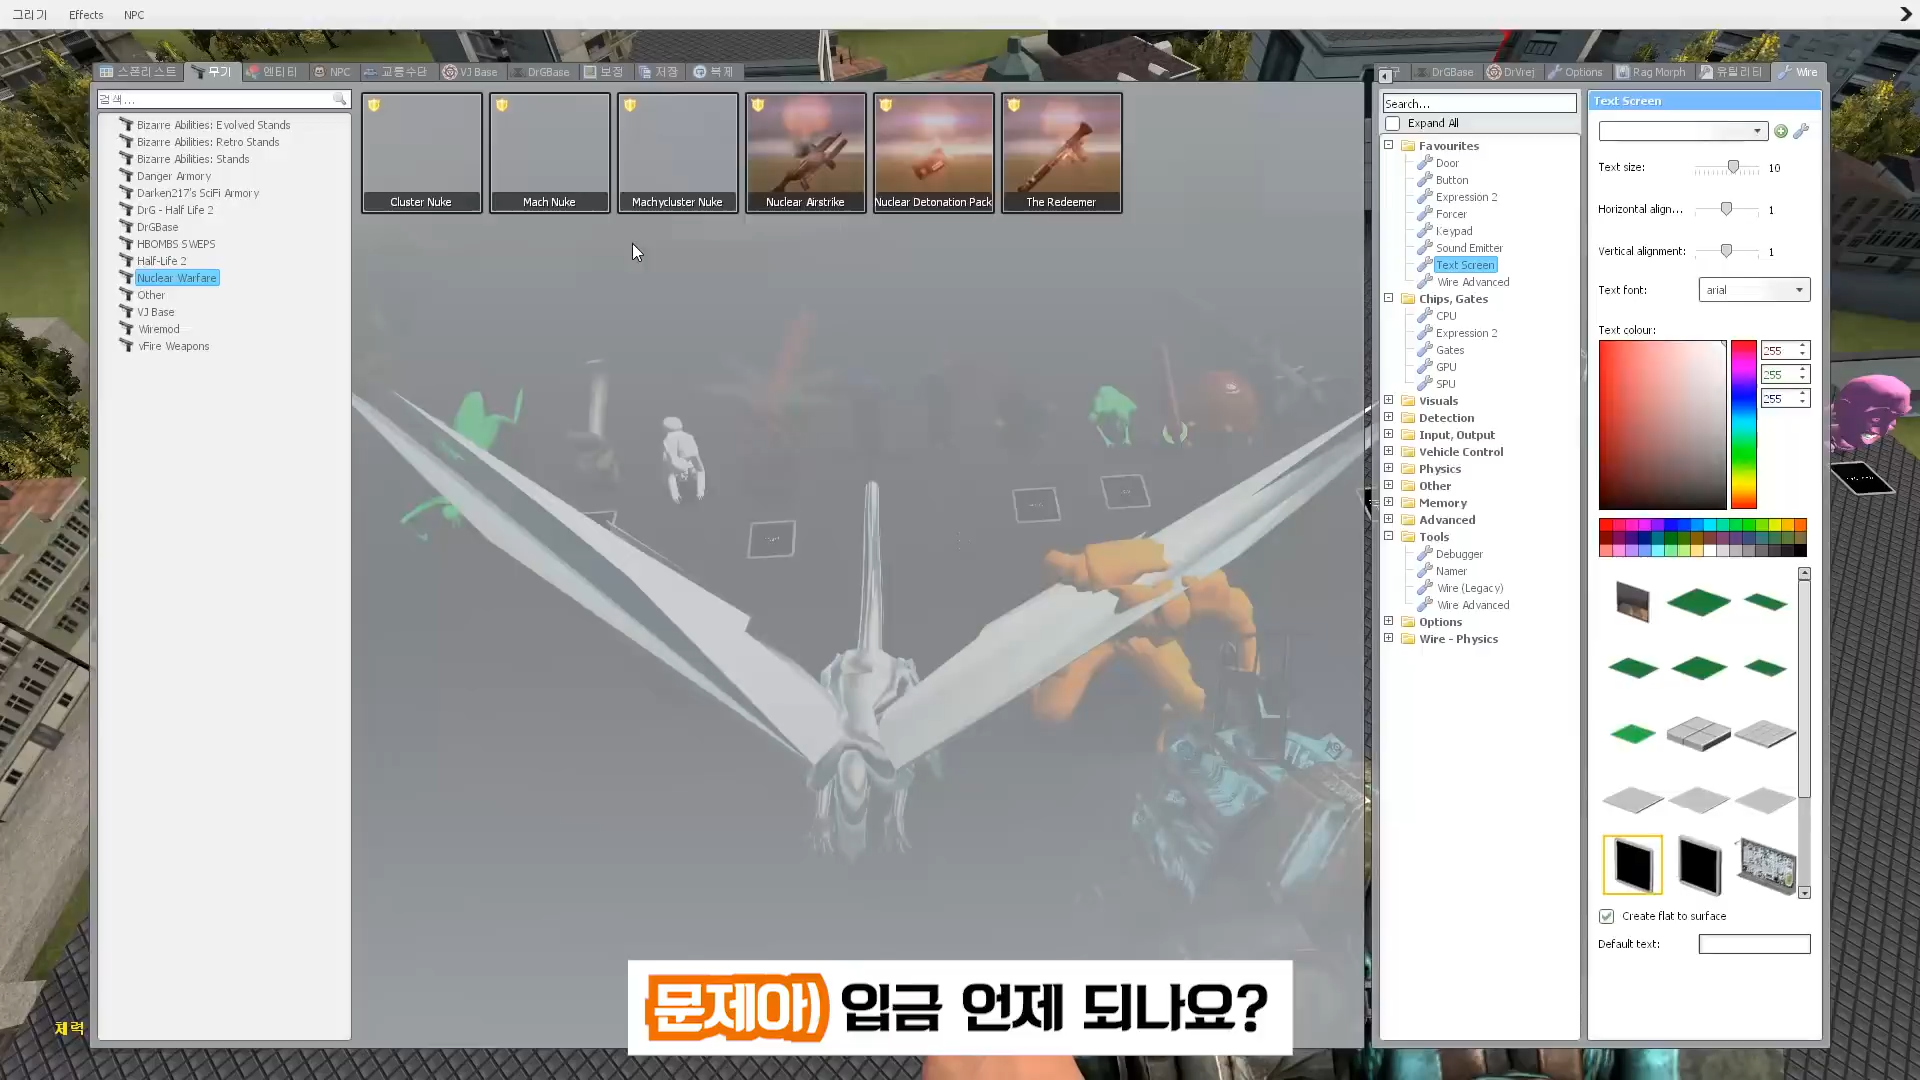 그리기 Effects NPC
스폰리스트 무기 엔티티 NPC 교통수단 VJ Base DrGBase 보정 저장 복제
DrGBase DrVrej Options Rag Morph 유틸리티 Wire
검색...
Bizarre Abilities: Evolved Stands
Bizarre Abilities: Retro Stands
Bizarre Abilities: Stands
Danger Armory
Darken217's SciFi Armory
DrG - Half Life 2
DrGBase
HBOMBS SWEPS
Half-Life 2
Nuclear Warfare
Other
VJ Base
Wiremod
vFire Weapons
Cluster Nuke
Mach Nuke
Machycluster Nuke
Nuclear Airstrike
Nuclear Detonation Pack
The Redeemer
Search...
Expand All
Favourites
Door
Button
Expression 2
Forcer
Keypad
Sound Emitter
Text Screen
Wire Advanced
Chips, Gates
CPU
Expression 2
Gates
GPU
SPU
Visuals
Detection
Input, Output
Vehicle Control
Physics
Other
Memory
Advanced
Tools
Debugger
Namer
Wire (Legacy)
Wire Advanced
Options
Wire - Physics
Text Screen
Text size: 10
Horizontal align... 1
Vertical alignment: 1
Text font: arial
Text colour:
255
255
255
Create flat to surface
Default text:
체력
문제아) 입금 언제 되나요?